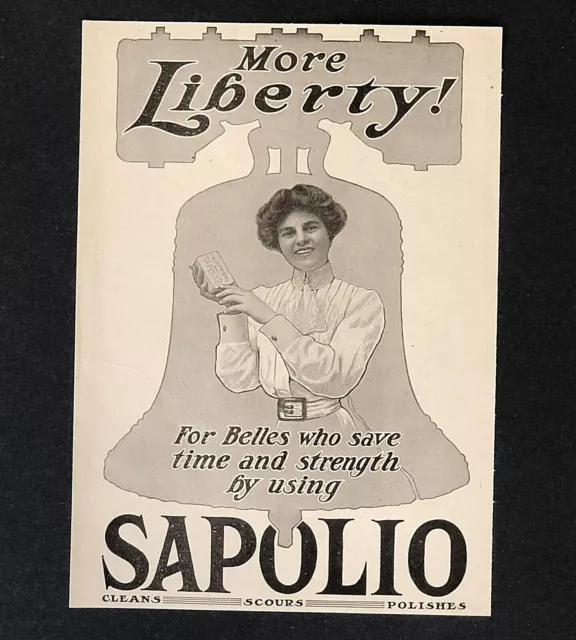 More
Liberty!
For Belles who save
time and strength
by using
SAPOLIO
CLEANS SCOURS POLISHES